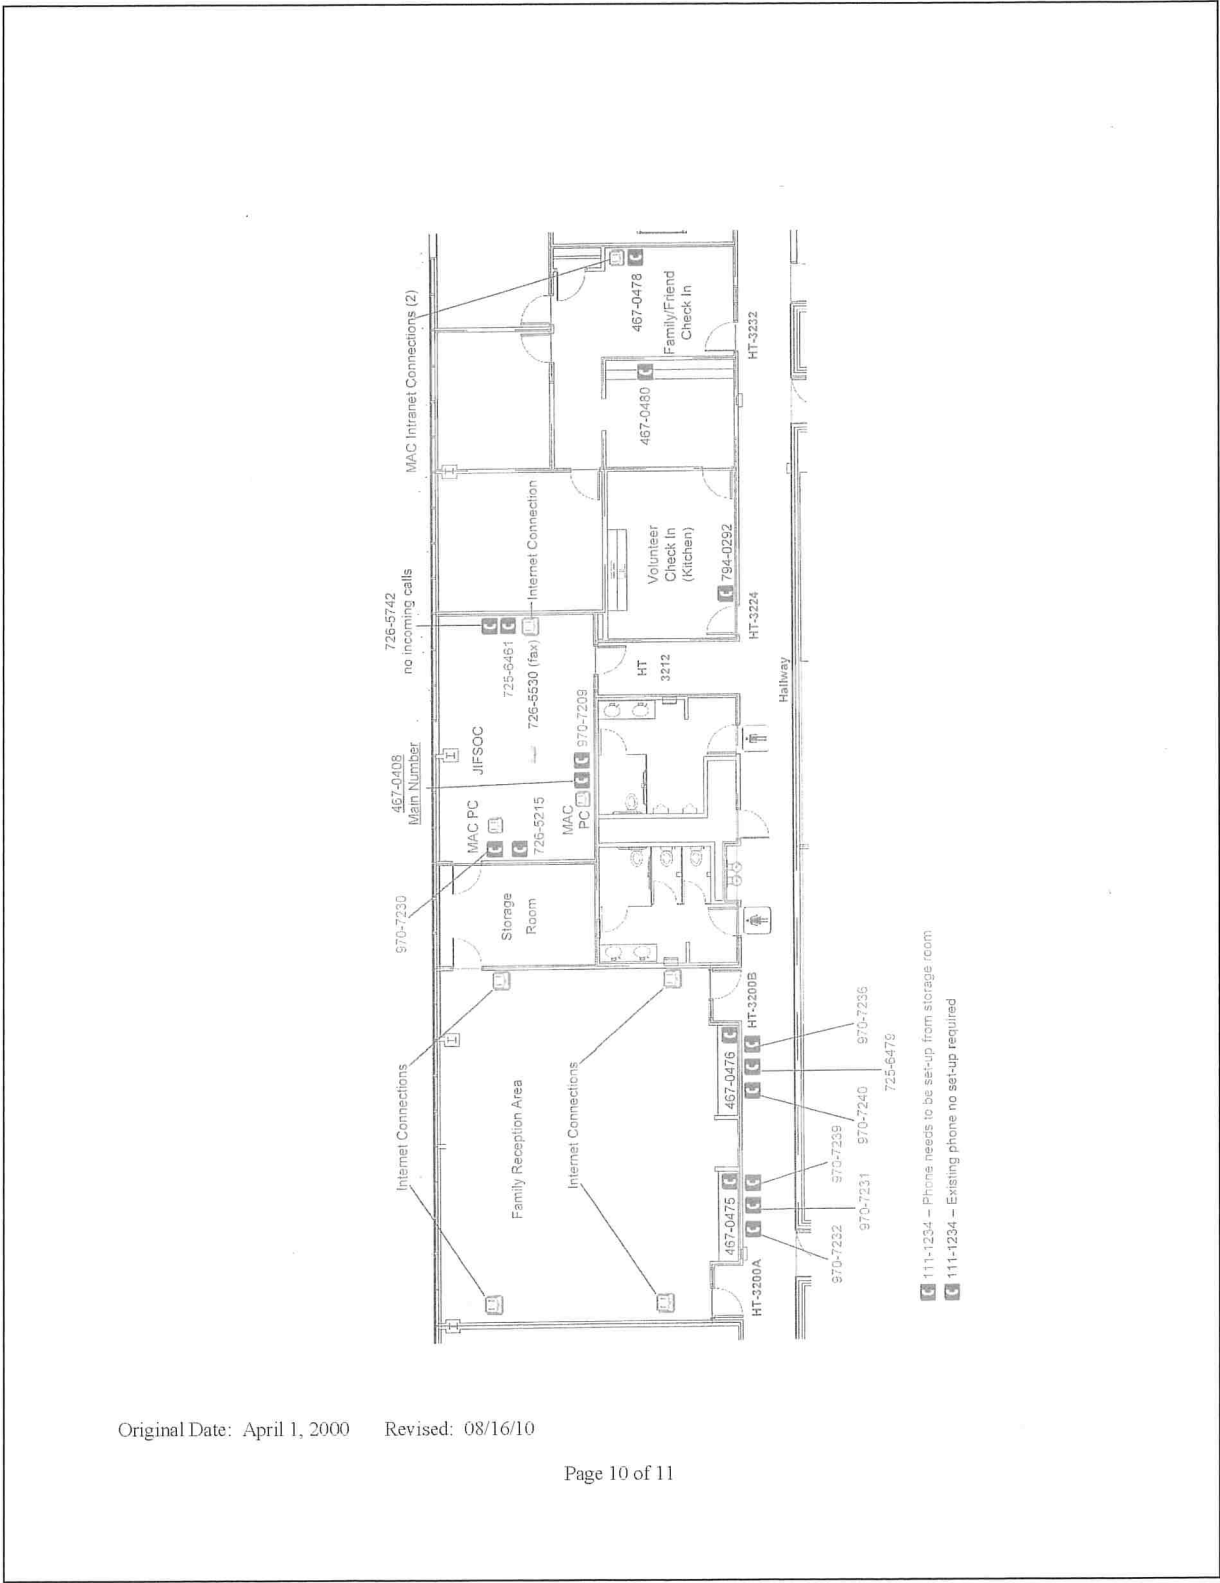 MAC Intranet Connections (2)
467-0478
Family/Friend
Check In
HT-3232
467-0480
Internet Connection
Volunteer
Check In
(Kitchen)
794-0292
HT-3224
726-5742
no incoming calls
725-6461
726-5530 (fax)
HT
3212
Hallway
467-0408
Main Number
JIFSOC
970-7209
MAC PC
MAC
PC
726-5215
970-7230
Storage
Room
Internet Connections
Family Reception Area
Internet Connections
HT-3200B
467-0476
970-7236
725-6479
970-7240
467-0475
970-7239
970-7231
970-7232
HT-3200A
111-1234 – Phone needs to be set-up from storage room
111-1234 – Existing phone no set-up required
Original Date: April 1, 2000 Revised: 08/16/10
Page 10 of 11